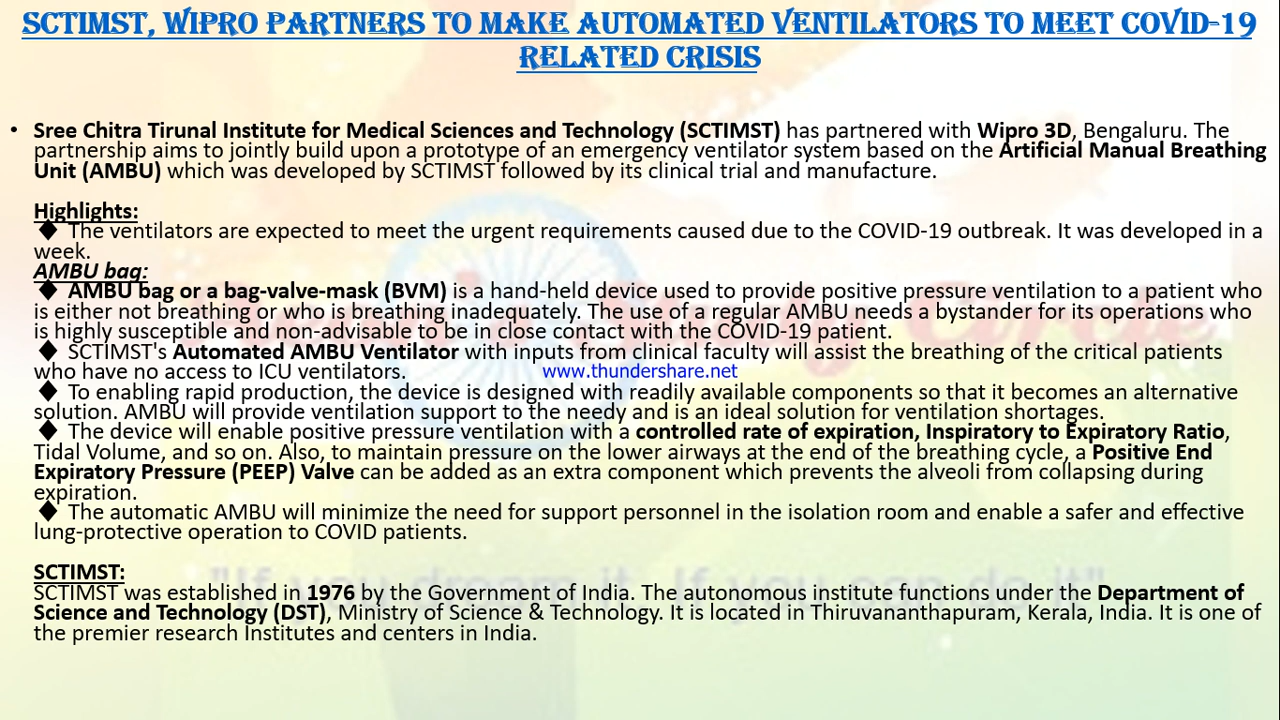 SCTIMST, WIPRO PARTNERS TO MAKE AUTOMATED VENTILATORS TO MEET COVID-19
RELATED CRISIS
• Sree Chitra Tirunal Institute for Medical Sciences and Technology (SCTIMST) has partnered with Wipro 3D, Bengaluru. The
partnership aims to jointly build upon a prototype of an emergency ventilator system based on the Artificial Manual Breathing
Unit (AMBU) which was developed by SCTIMST followed by its clinical trial and manufacture.
Highlights:
♦ The ventilators are expected to meet the urgent requirements caused due to the COVID-19 outbreak. It was developed in a
week.
AMBU bag:
♦ AMBU bag or a bag-valve-mask (BVM) is a hand-held device used to provide positive pressure ventilation to a patient who
is either not breathing or who is breathing inadequately. The use of a regular AMBU needs a bystander for its operations who
is highly susceptible and non-advisable to be in close contact with the COVID-19 patient.
♦ SCTIMST's Automated AMBU Ventilator with inputs from clinical faculty will assist the breathing of the critical patients
who have no access to ICU ventilators. www.thundershare.net
♦ To enabling rapid production, the device is designed with readily available components so that it becomes an alternative
solution. AMBU will provide ventilation support to the needy and is an ideal solution for ventilation shortages.
♦ The device will enable positive pressure ventilation with a controlled rate of expiration, Inspiratory to Expiratory Ratio,
Tidal Volume, and so on. Also, to maintain pressure on the lower airways at the end of the breathing cycle, a Positive End
Expiratory Pressure (PEEP) Valve can be added as an extra component which prevents the alveoli from collapsing during
expiration.
♦ The automatic AMBU will minimize the need for support personnel in the isolation room and enable a safer and effective
lung-protective operation to COVID patients.
SCTIMST:
"If you dream it. If you can do it"
SCTIMST was established in 1976 by the Government of India. The autonomous institute functions under the Department of
Science and Technology (DST), Ministry of Science & Technology. It is located in Thiruvananthapuram, Kerala, India. It is one of
the premier research Institutes and centers in India.